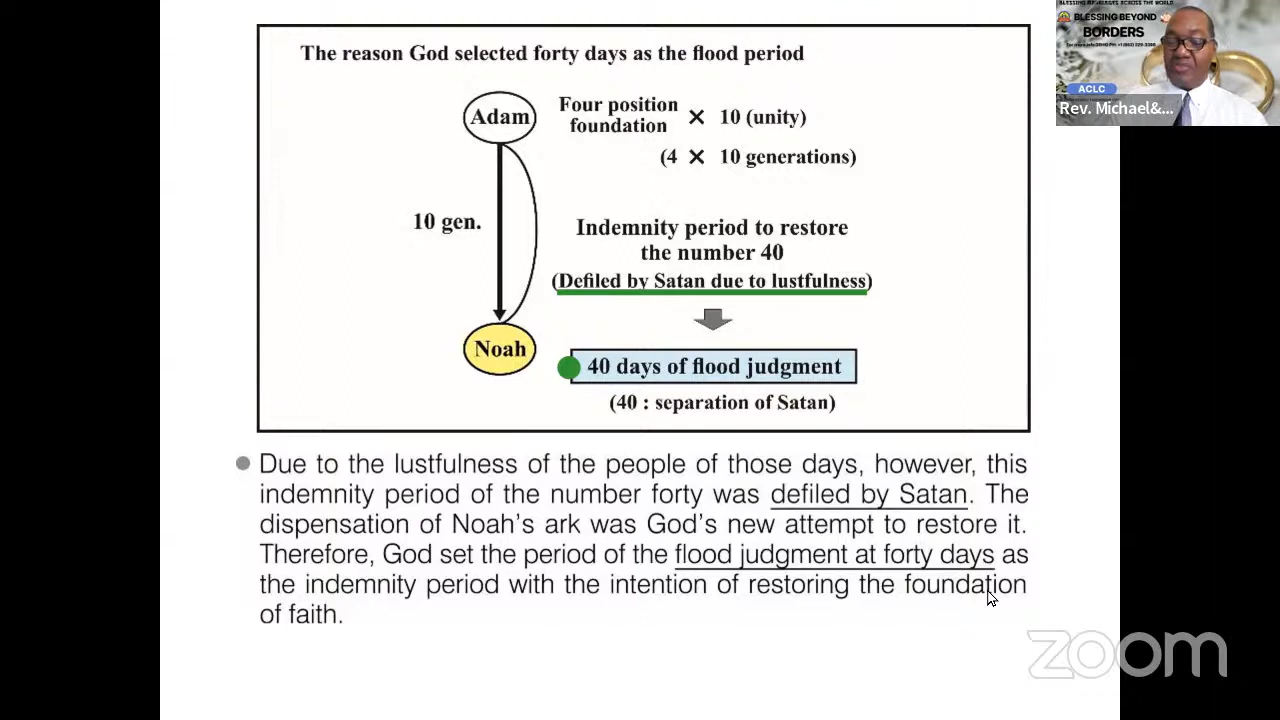 The reason God selected forty days as the flood period
Adam
Four position
foundation
× 10 (unity)
(4 × 10 generations)
10 gen.
Indemnity period to restore
the number 40
(Defiled by Satan due to lustfulness)
Noah
40 days of flood judgment
(40 : separation of Satan)
Due to the lustfulness of the people of those days, however, this
indemnity period of the number forty was defiled by Satan. The
dispensation of Noah's ark was God's new attempt to restore it.
Therefore, God set the period of the flood judgment at forty days as
the indemnity period with the intention of restoring the foundation
of faith.
BLESSING MARRIAGES ACROSS THE WORLD
BLESSING BEYOND
BORDERS
ACLC
Rev. Michael&...
zoom